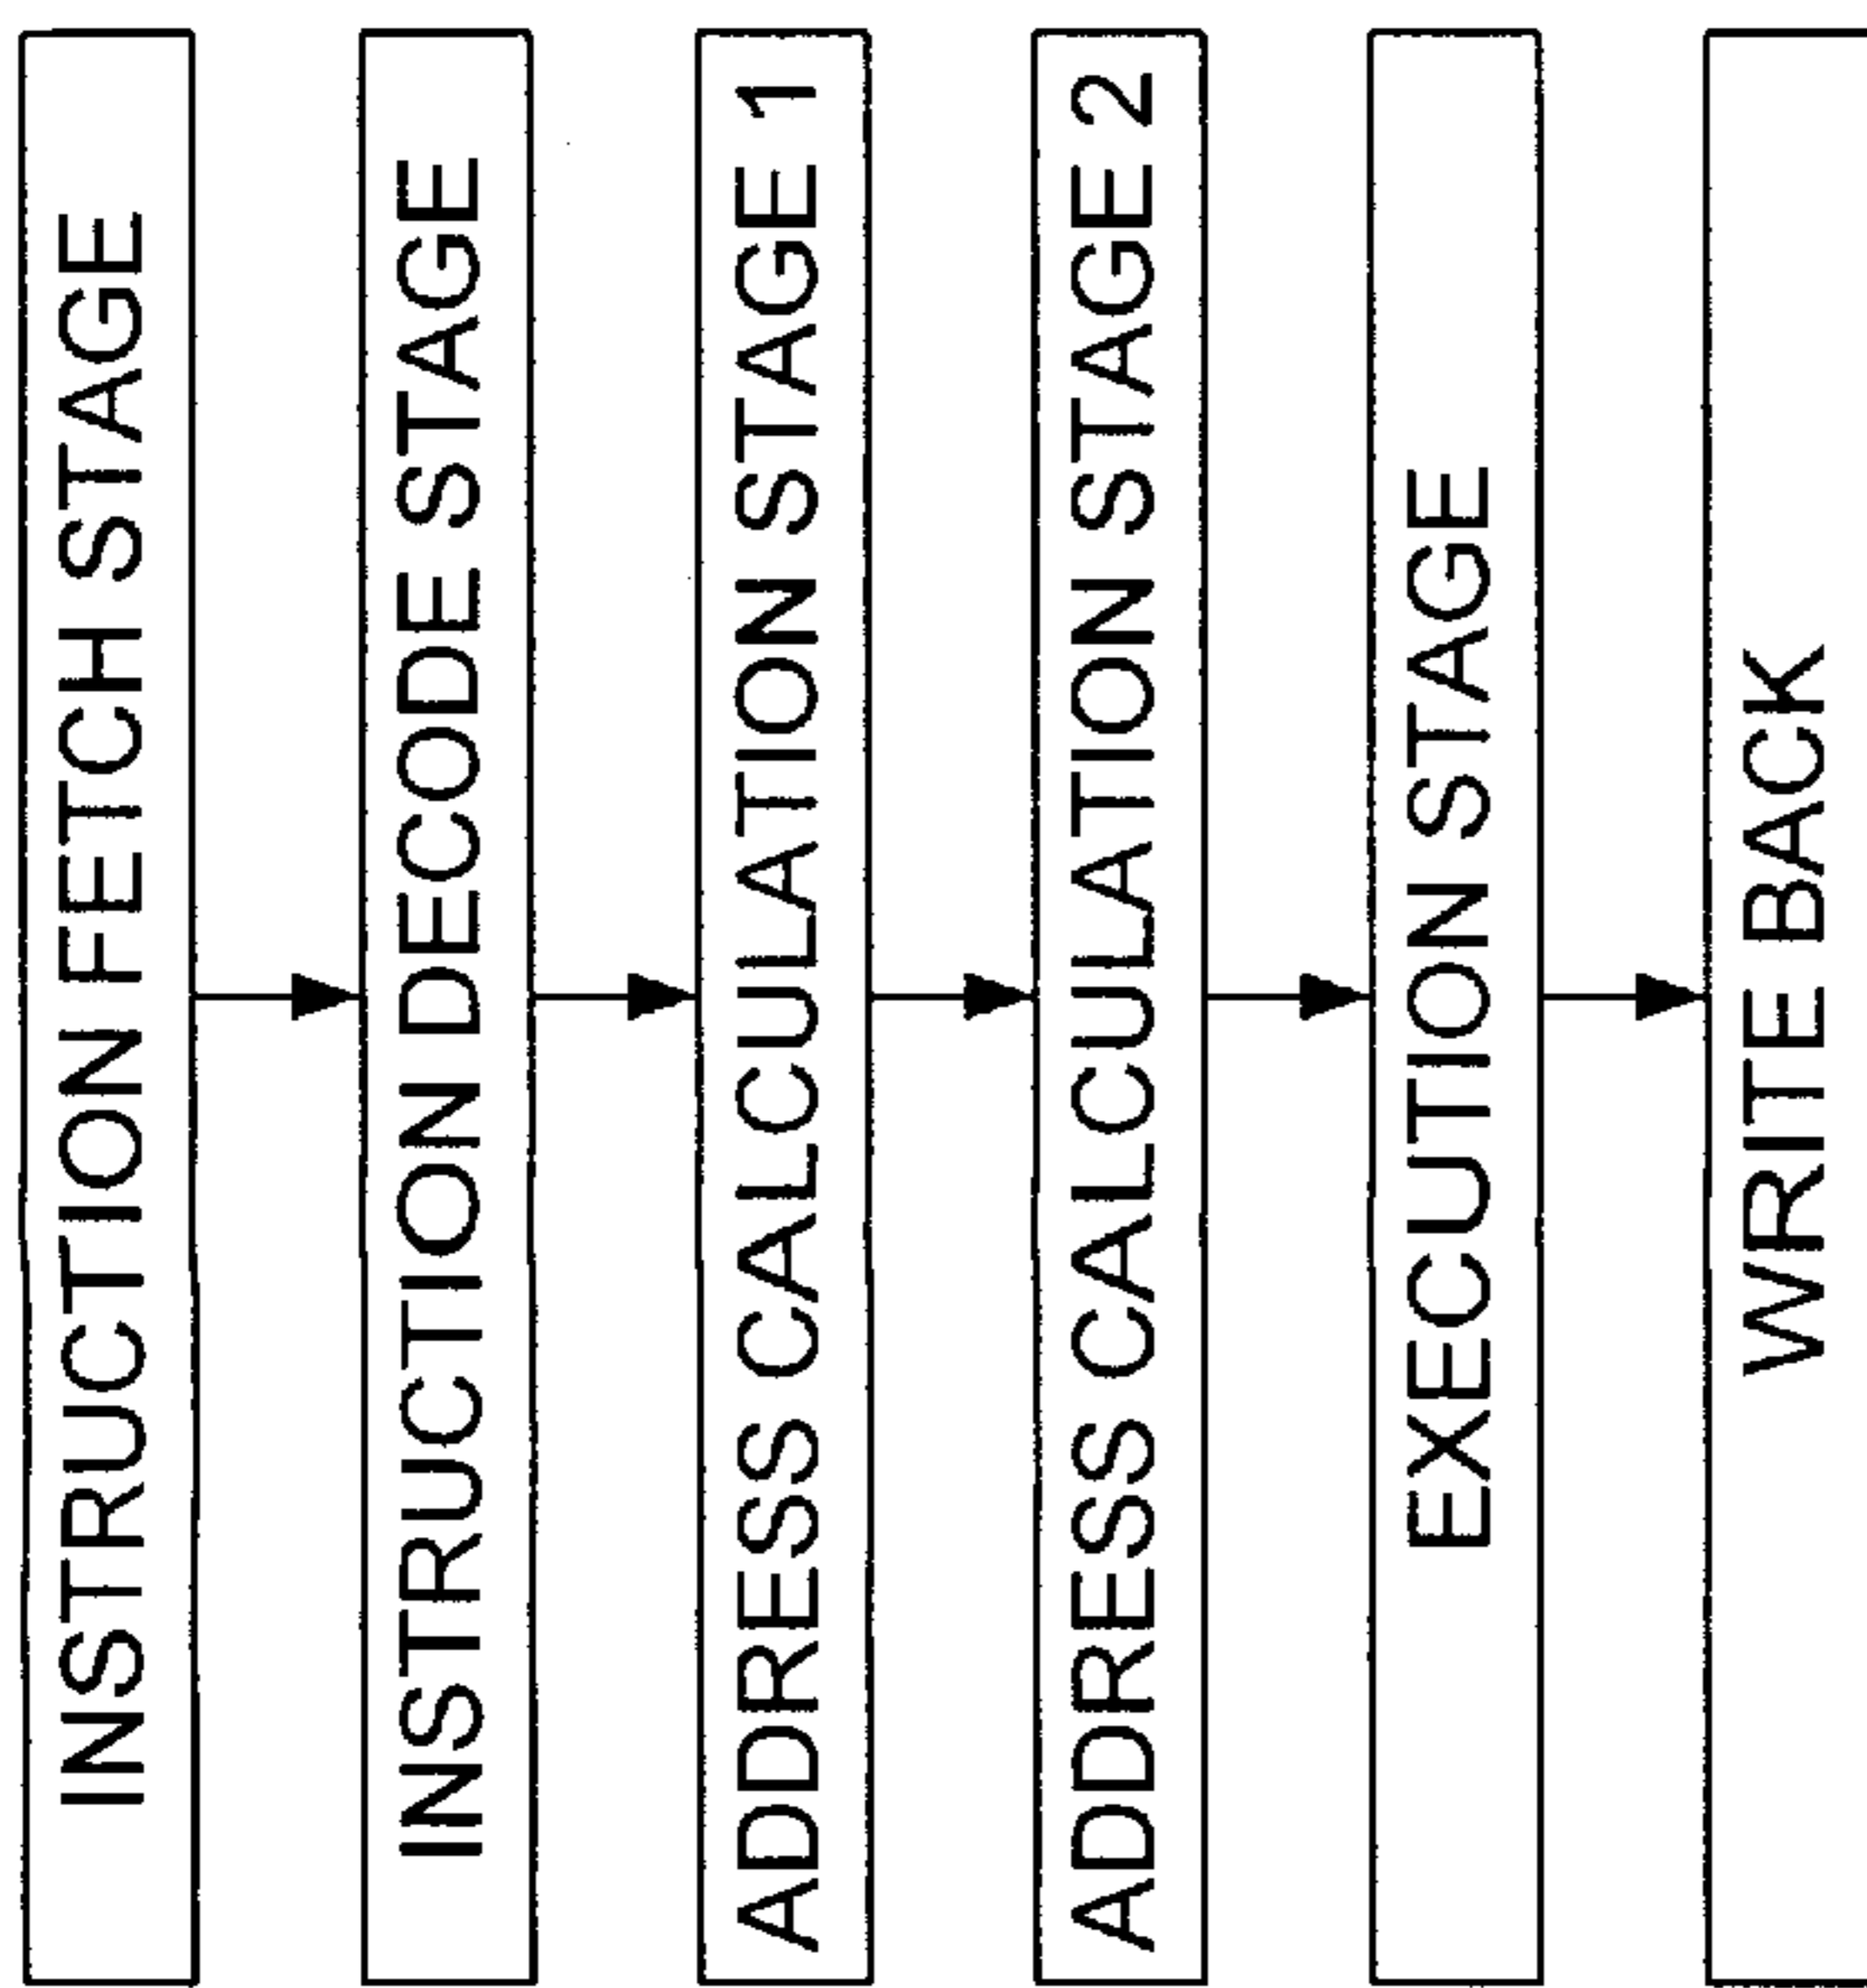 INSTRUCTION FETCH STAGE
INSTRUCTION DECODE STAGE
ADDRESS CALCULATION STAGE 1
ADDRESS CALCULATION STAGE 2
EXECUTION STAGE
WRITE BACK